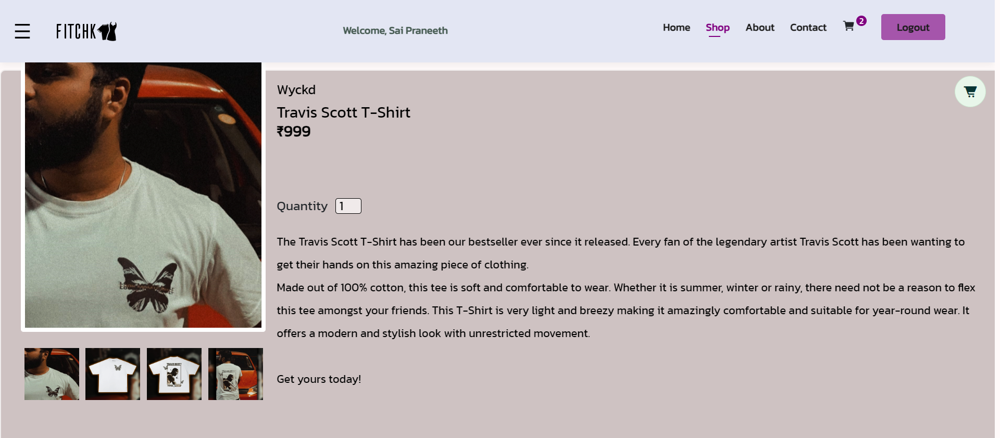 FITCHK
Welcome, Sai Praneeth
Home Shop About Contact 2 Logout
Wyckd
Travis Scott T-Shirt
₹999
Quantity 1
The Travis Scott T-Shirt has been our bestseller ever since it released. Every fan of the legendary artist Travis Scott has been wanting to
get their hands on this amazing piece of clothing.
Made out of 100% cotton, this tee is soft and comfortable to wear. Whether it is summer, winter or rainy, there need not be a reason to flex
this tee amongst your friends. This T-Shirt is very light and breezy making it amazingly comfortable and suitable for year-round wear. It
offers a modern and stylish look with unrestricted movement.
Get yours today!